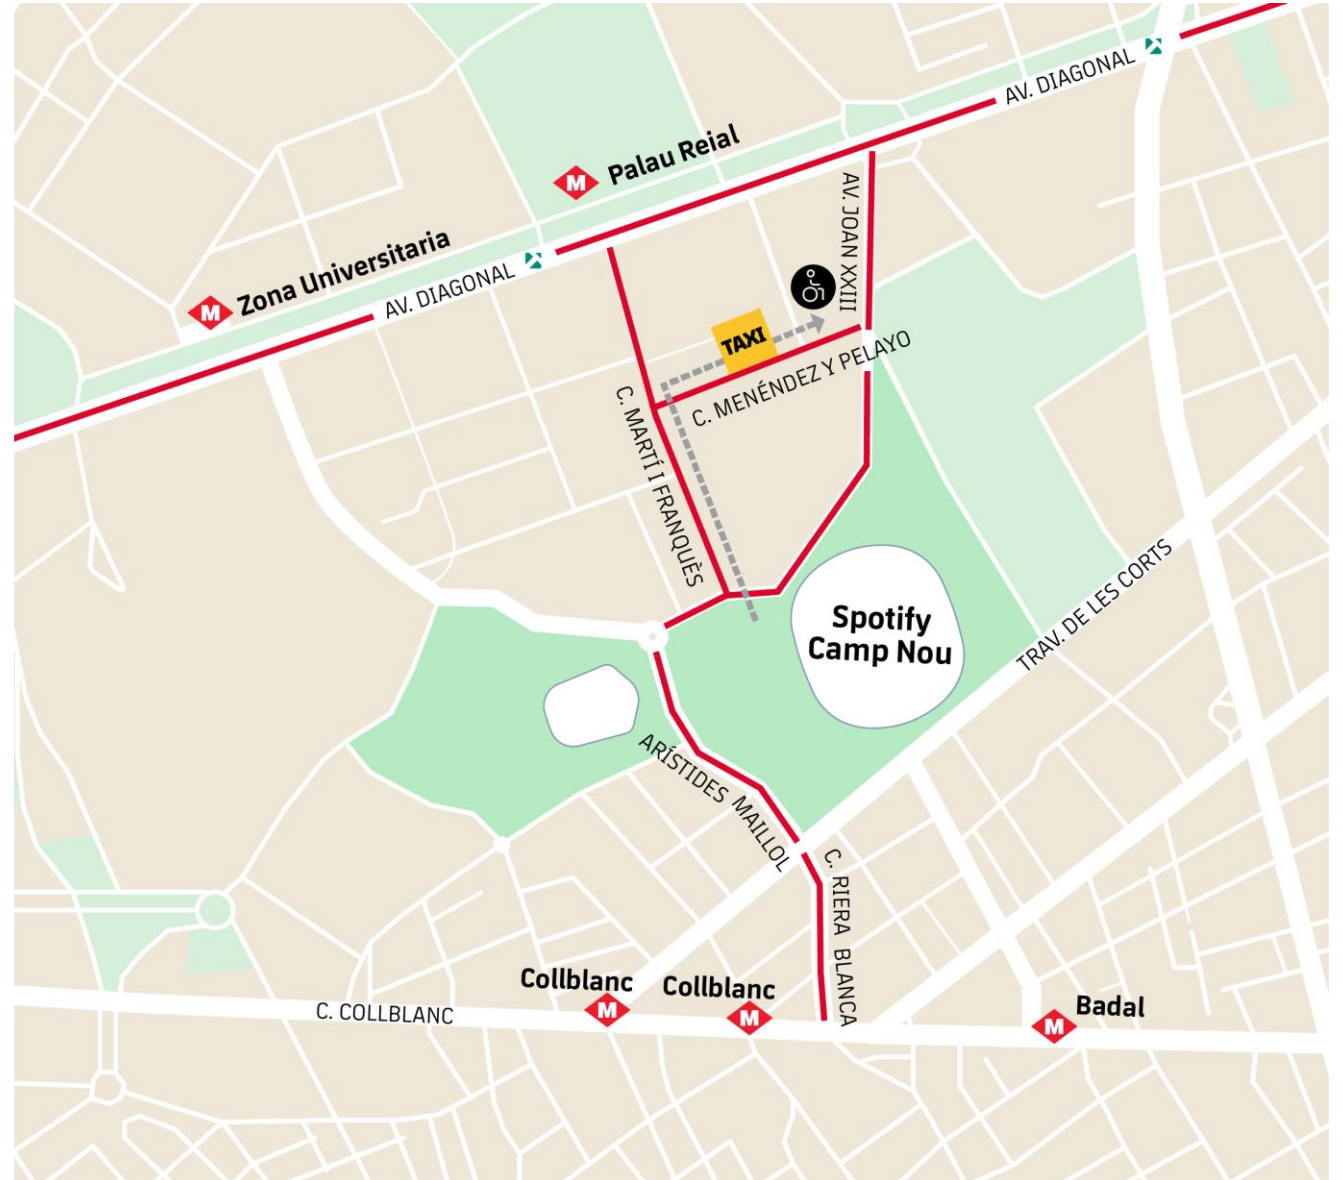 AV. DIAGONAL
M Palau Reial
AV. JOAN XXIII
M Zona Universitaria
AV. DIAGONAL
TAXI
C. MENÉNDEZ Y PELAYO
C. MARTÍ I FRANQUÈS
Spotify
Camp Nou
TRAV. DE LES CORTS
ARÍSTIDES MAILLOL
C. RIERA BLANCA
Collblanc
M
Collblanc
M
Badal
M
C. COLLBLANC